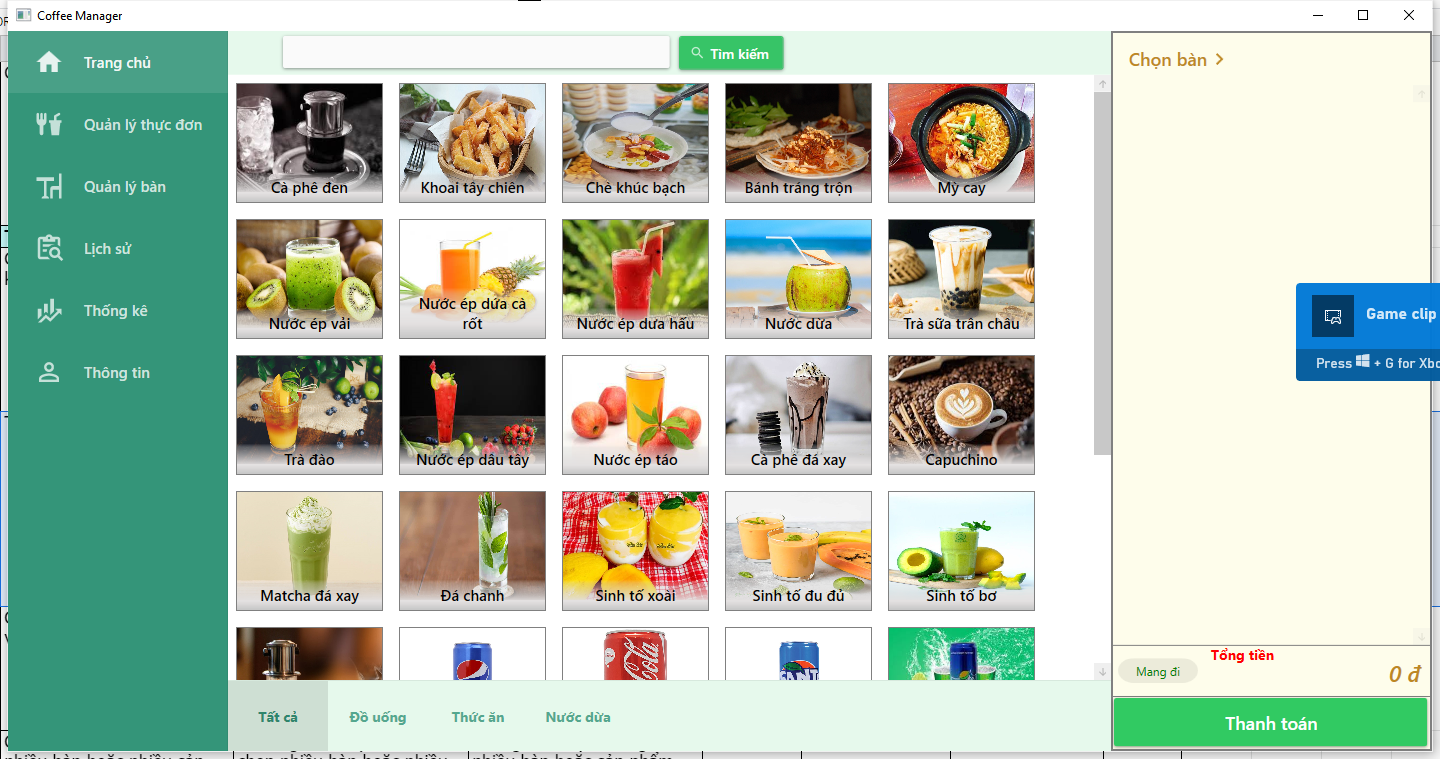 Coffee Manager
Trang chủ
Quản lý thực đơn
Quản lý bàn
Lịch sử
Thống kê
Thông tin
Tìm kiếm
Cà phê đen
Khoai tây chiên
Chè khúc bạch
Bánh tráng trộn
Mỳ cay
Nước ép vải
Nước ép dứa cà
rốt
Nước ép dưa hấu
Nước dừa
Trà sữa trân châu
Trà đào
Nước ép dâu tây
Nước ép táo
Cà phê đá xay
Capuchino
Matcha đá xay
Đá chanh
Sinh tố xoài
Sinh tố đu đủ
Sinh tố bơ
Tất cả
Đồ uống
Thức ăn
Nước dừa
Chọn bàn
Game clip
Press + G for Xbo
Tổng tiền
Mang đi
0 đ
Thanh toán